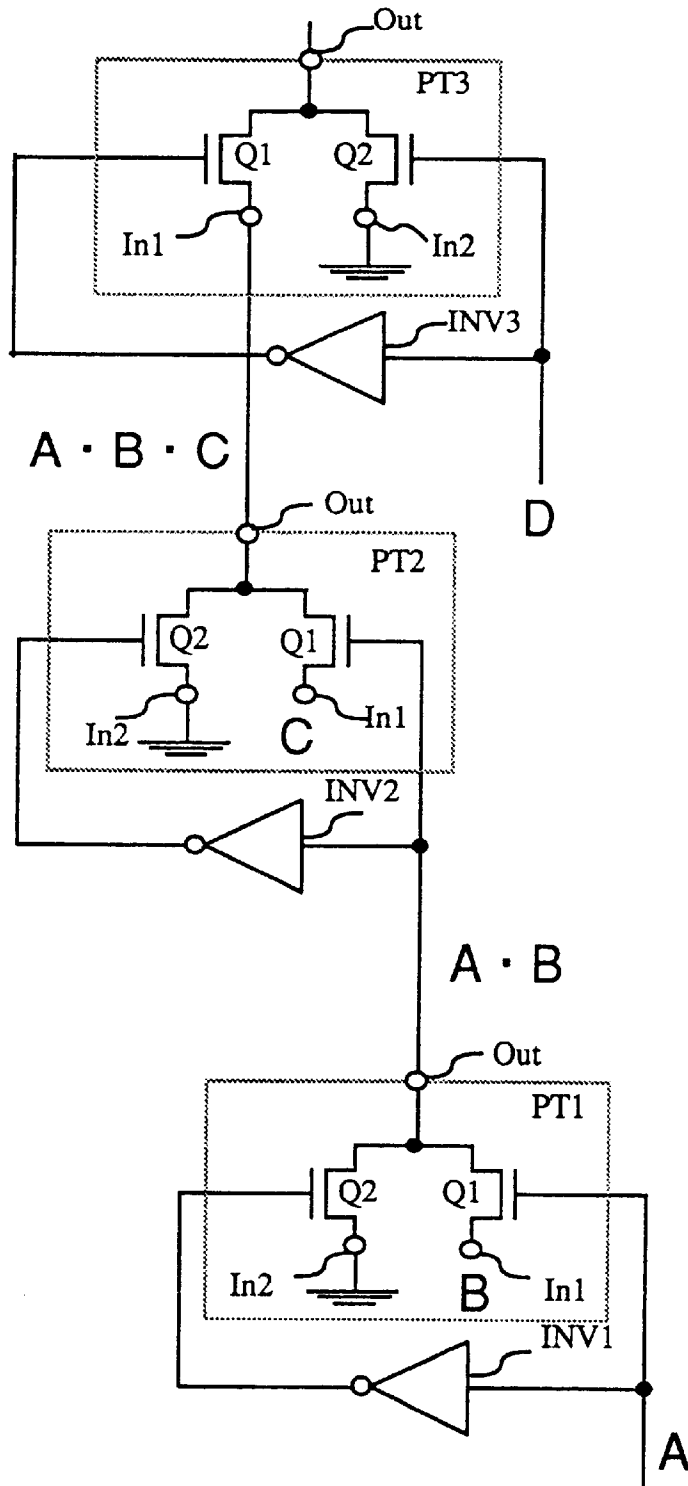 Out
PT3
Q1
Q2
In1
In2
INV3
A · B · C
D
Out
PT2
Q2
Q1
In2
C
In1
INV2
A · B
Out
PT1
Q2
Q1
In2
B
In1
INV1
A